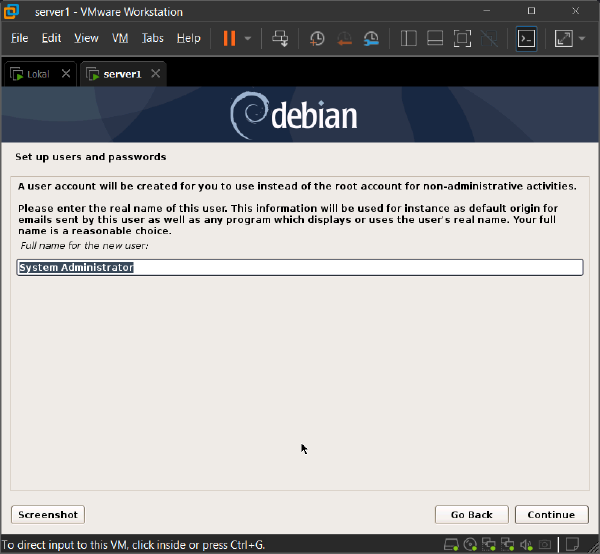 server1 - VMware Workstation
File Edit View VM Tabs Help
Lokal server1
debian
Set up users and passwords
A user account will be created for you to use instead of the root account for non-administrative activities.
Please enter the real name of this user. This information will be used for instance as default origin for
emails sent by this user as well as any program which displays or uses the user's real name. Your full
name is a reasonable choice.
Full name for the new user:
System Administrator
Screenshot Go Back Continue
To direct input to this VM, click inside or press Ctrl+G.